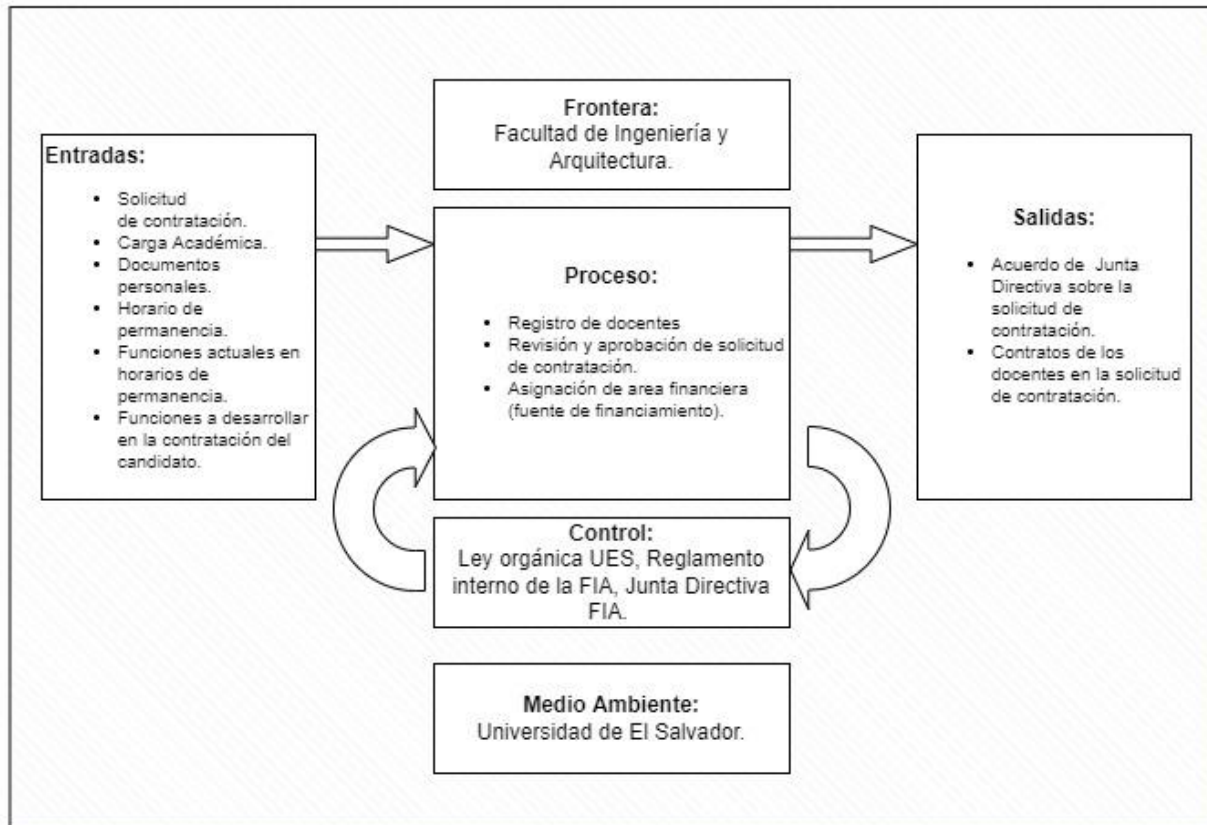 Frontera:
Facultad de Ingeniería y
Arquitectura.
Entradas:
• Solicitud
de contratación.
• Carga Académica.
• Documentos
personales.
• Horario de
permanencia.
• Funciones actuales en
horarios de
permanencia.
• Funciones a desarrollar
en la contratación del
candidato.
Proceso:
• Registro de docentes
• Revisión y aprobación de solicitud
de contratación.
• Asignación de area financiera
(fuente de financiamiento).
Salidas:
• Acuerdo de Junta
Directiva sobre la
solicitud de
contratación.
• Contratos de los
docentes en la solicitud
de contratación.
Control:
Ley orgánica UES, Reglamento
interno de la FIA, Junta Directiva
FIA.
Medio Ambiente:
Universidad de El Salvador.